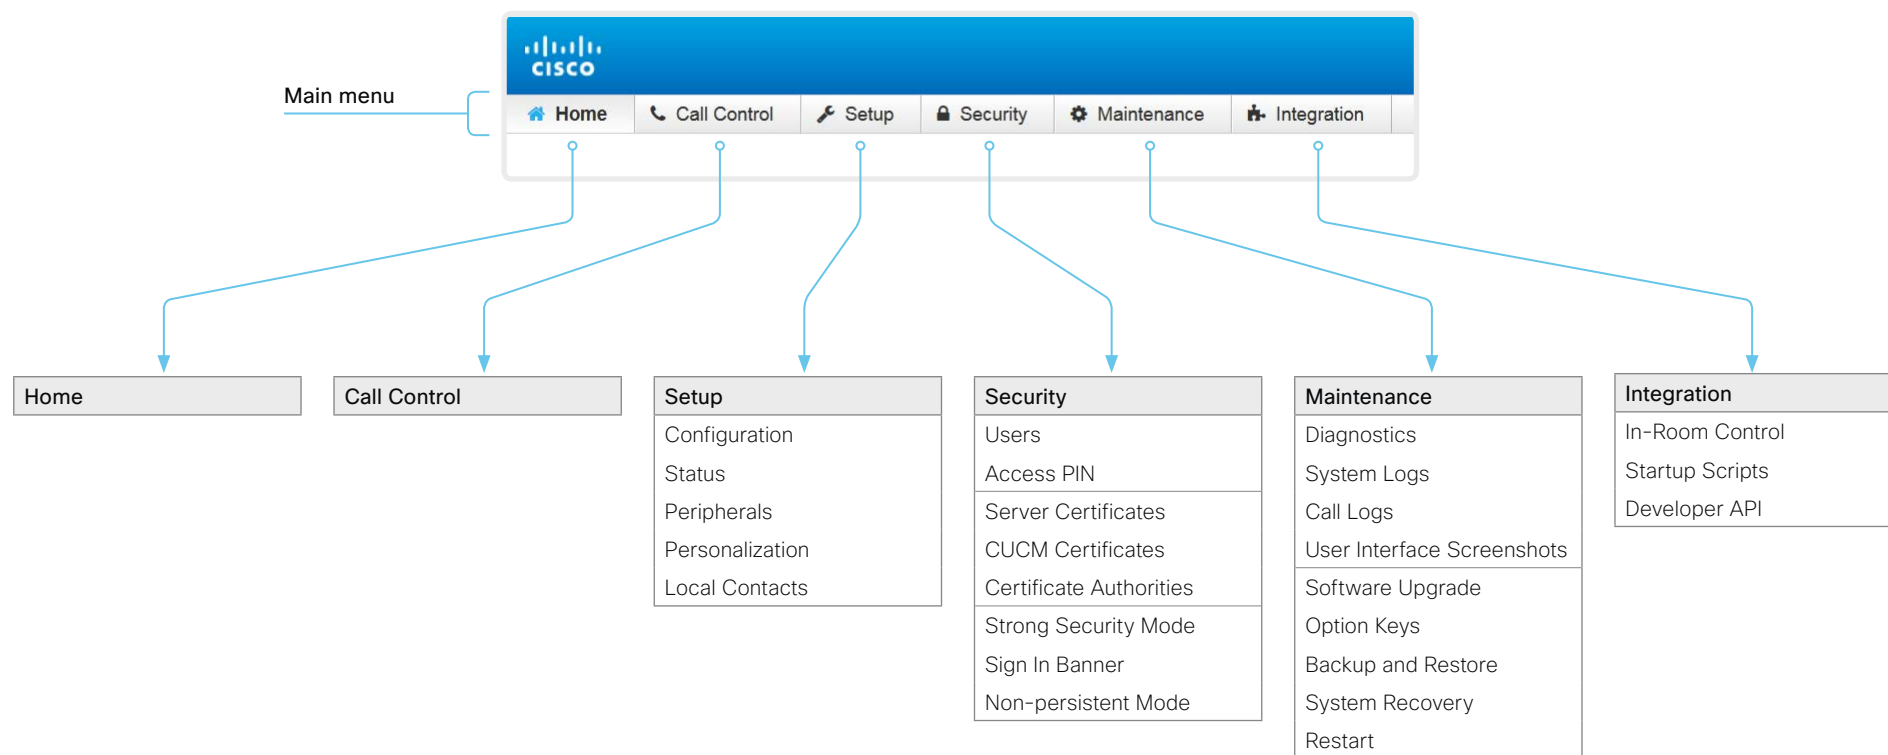 CISCO
Main menu
Home Call Control Setup Security Maintenance Integration
Home
Call Control
Setup
Configuration
Status
Peripherals
Personalization
Local Contacts
Security
Users
Access PIN
Server Certificates
CUCM Certificates
Certificate Authorities
Strong Security Mode
Sign In Banner
Non-persistent Mode
Maintenance
Diagnostics
System Logs
Call Logs
User Interface Screenshots
Software Upgrade
Option Keys
Backup and Restore
System Recovery
Restart
Integration
In-Room Control
Startup Scripts
Developer API